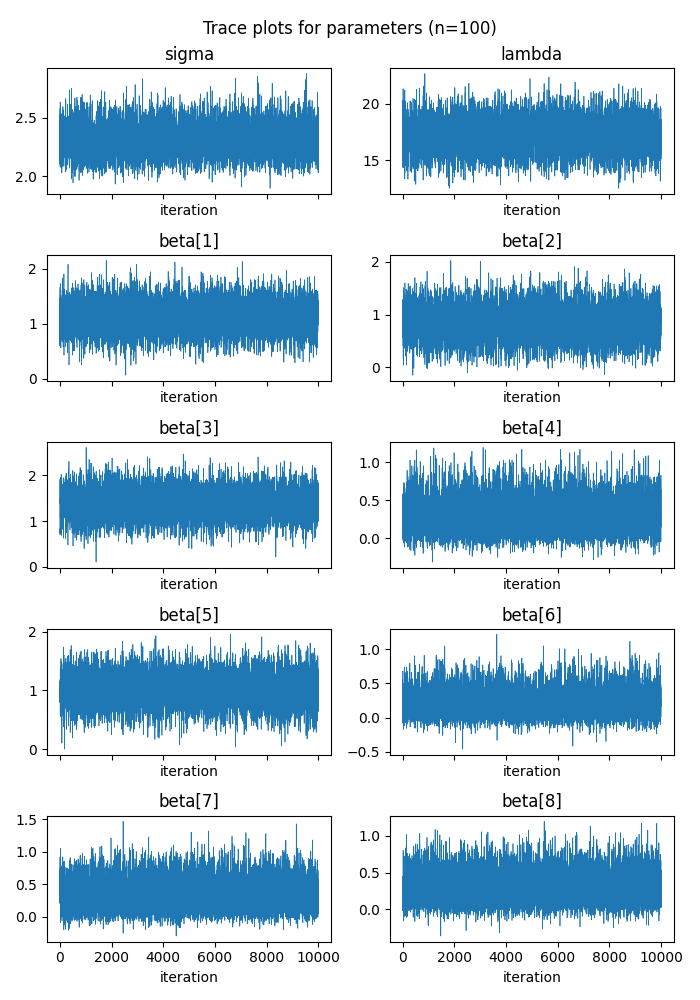 Trace plots for parameters (n=100)
sigma
2.5
2.0
iteration
lambda
20
15
iteration
beta[1]
2
1
0
iteration
beta[2]
2
1
0
iteration
beta[3]
2
1
0
iteration
beta[4]
1.0
0.5
0.0
iteration
beta[5]
2
1
0
iteration
beta[6]
1.0
0.5
0.0
−0.5
iteration
beta[7]
1.5
1.0
0.5
0.0
0 2000 4000 6000 8000 10000
iteration
beta[8]
1.0
0.5
0.0
0 2000 4000 6000 8000 10000
iteration